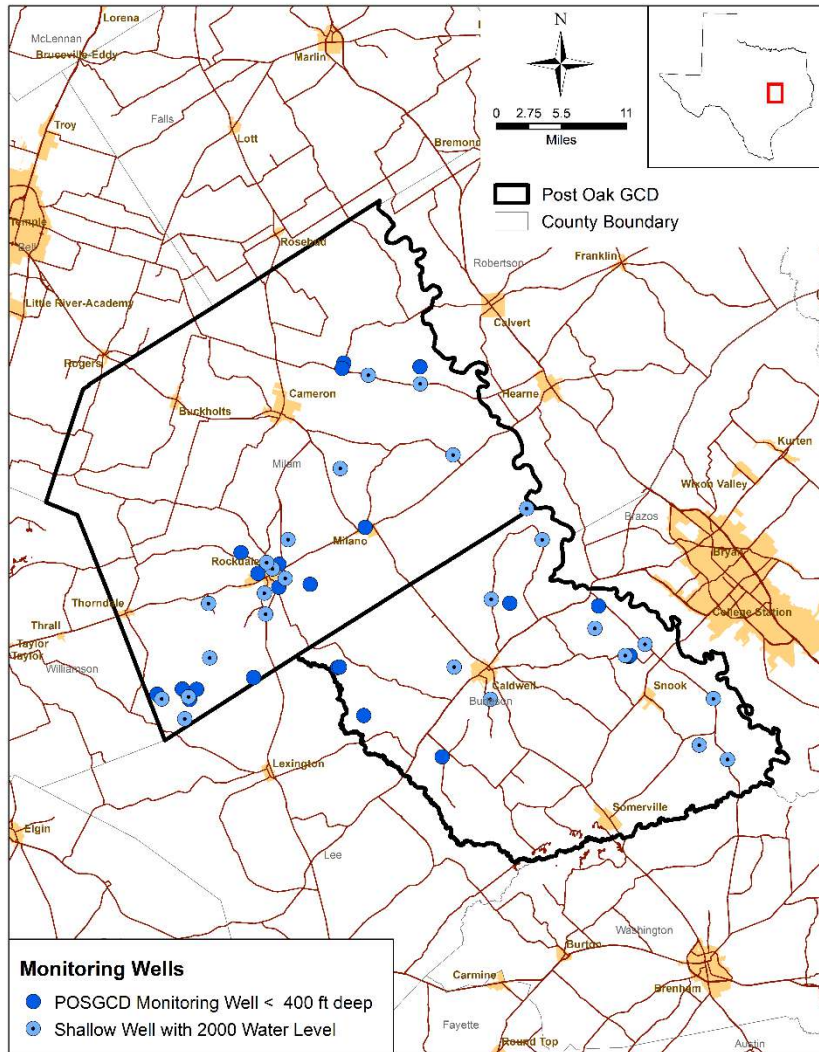 Lorena
McLennan
Bruceville-Eddy
Marlin
N
Troy
Falls
Lott
0 2.75 5.5 11
Miles
Bremond
Post Oak GCD
County Boundary
Temple
Bell
Rosebud
Robertson
Franklin
Little River-Academy
Calvert
Rogers
Cameron
Hearne
Buckholts
Kurten
Milam
Wixon Valley
Brazos
Milano
Bryan
Rockdale
Thorndale
College Station
Thrall
Taylor
Taylor
Williamson
Caldwell
Snook
Lexington
Somerville
Elgin
Lee
Washington
Burton
Carmine
Brenham
Fayette
Round Top
Austin
Monitoring Wells
POSGCD Monitoring Well < 400 ft deep
Shallow Well with 2000 Water Level